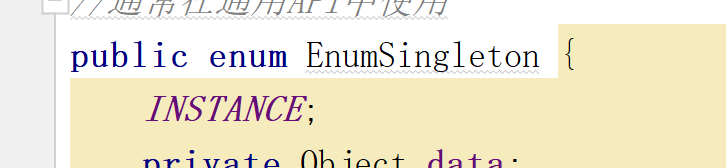 //通常在通用API中使用
public enum EnumSingleton {
INSTANCE;
private Object data;